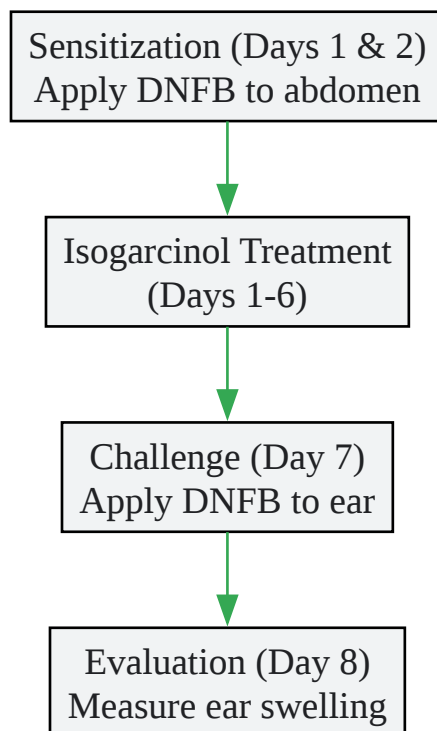 Sensitization (Days 1 & 2)
Apply DNFB to abdomen
Isogarcinol Treatment
(Days 1-6)
Challenge (Day 7)
Apply DNFB to ear
Evaluation (Day 8)
Measure ear swelling